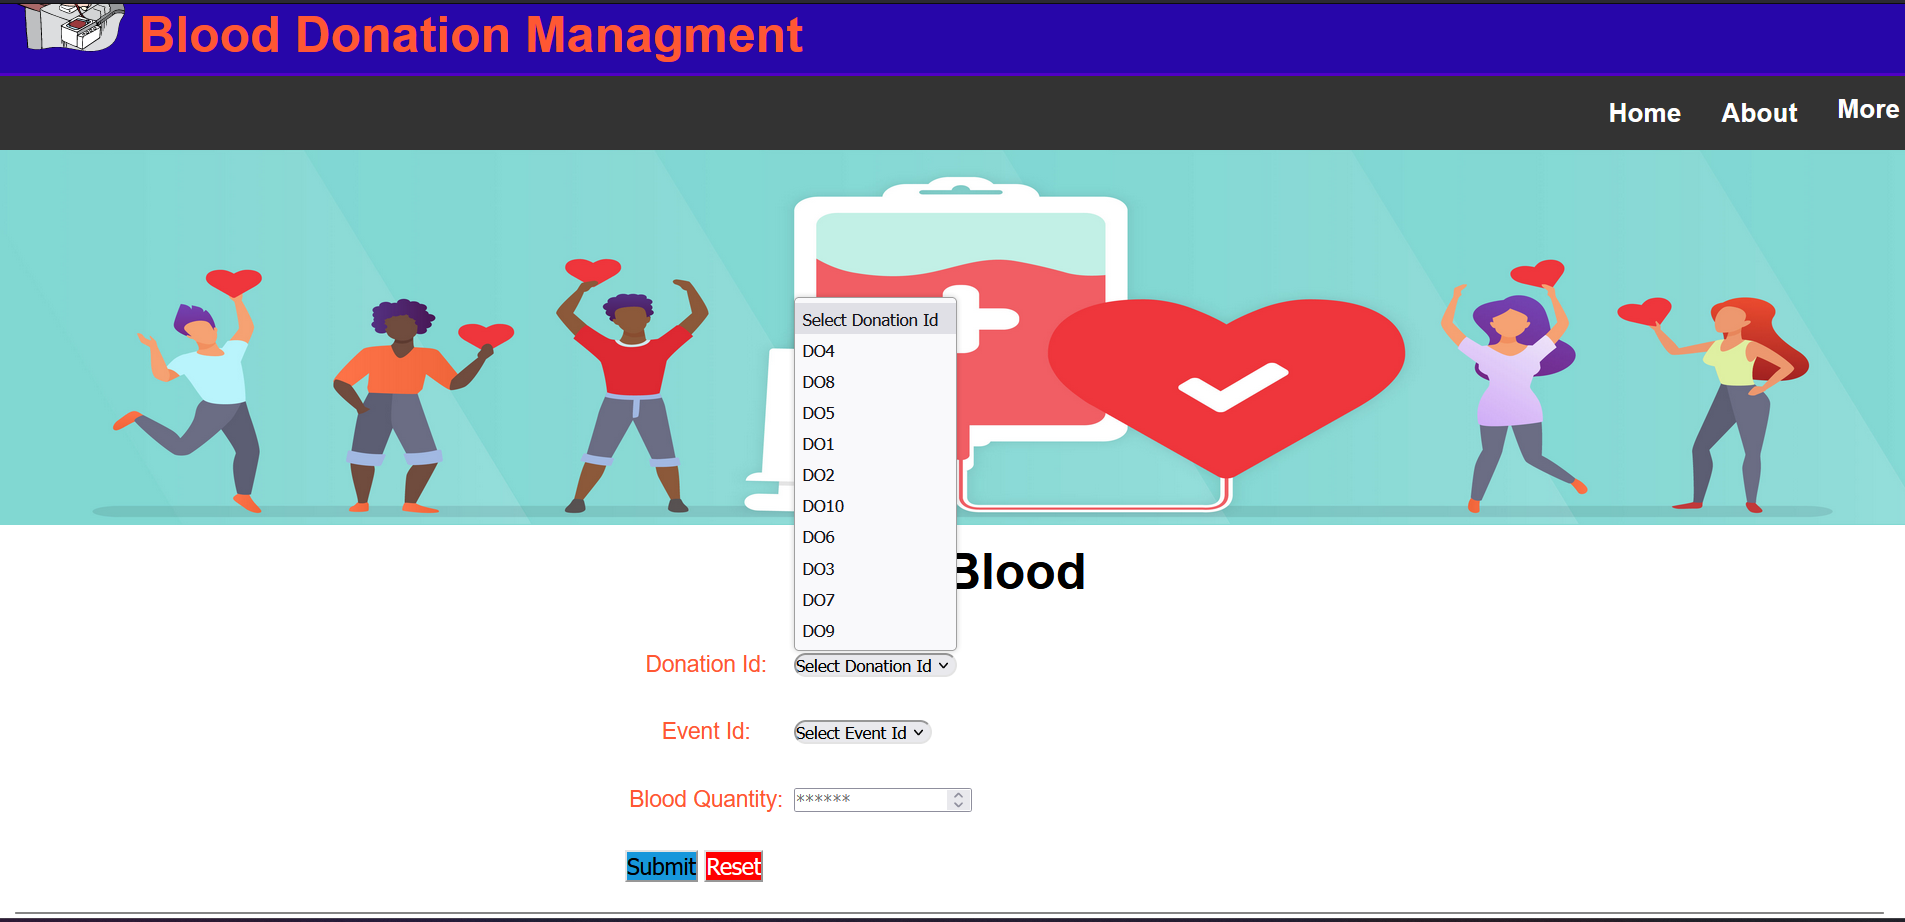 Blood Donation Managment
Home About More
Select Donation Id
DO4
DO8
DO5
DO1
DO2
DO10
DO6
DO3
DO7
DO9
Blood
Donation Id: Select Donation Id
Event Id: Select Event Id
Blood Quantity: ******
Submit Reset